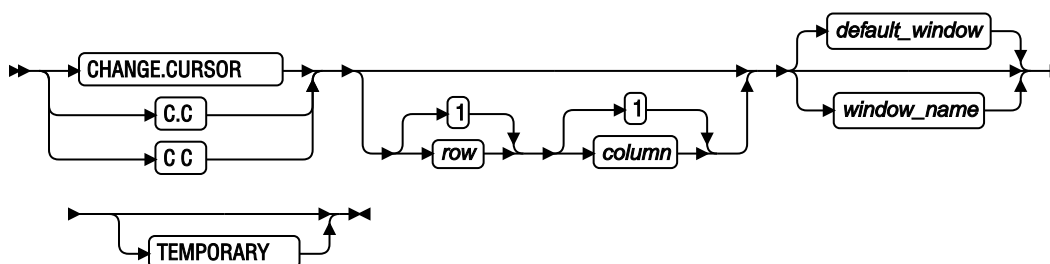 default_window
CHANGE.CURSOR
C.C
1
1
window_name
C C
row
column
TEMPORARY